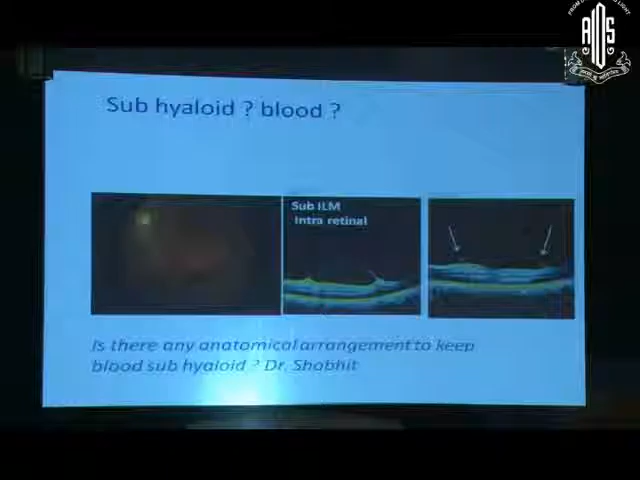 AIOS
Sub hyaloid ? blood ?
Sub ILM
Intra retinal
Is there any anatomical arrangement to keep
blood sub hyaloid ? Dr. Shobhit